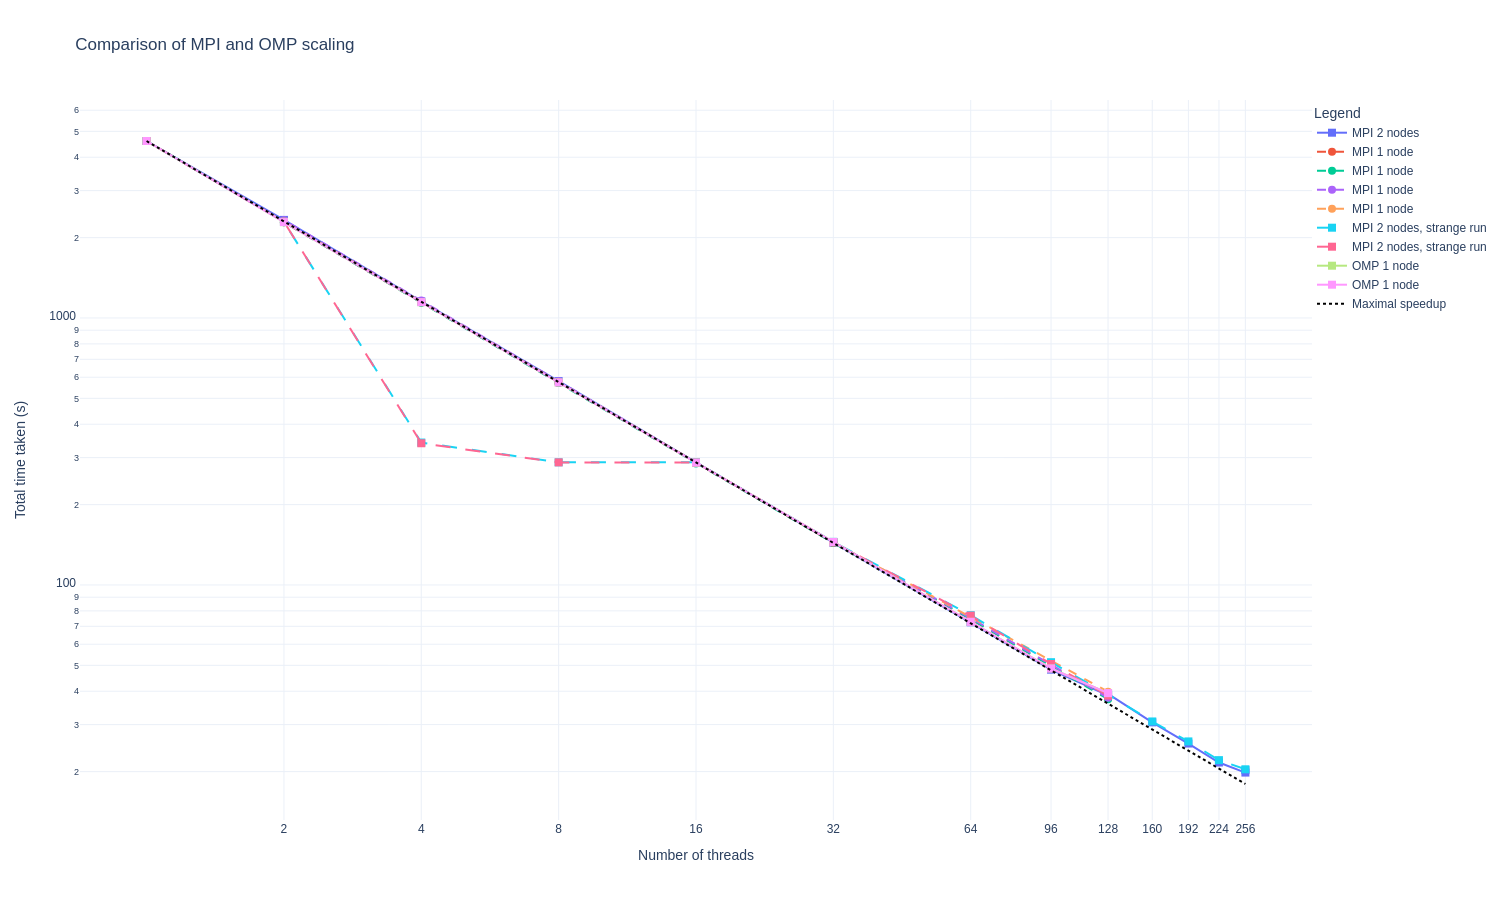 Comparison of MPI and OMP scaling
6
5
4
3
2
1000
9
8
7
6
5
4
3
2
100
9
8
7
6
5
4
3
2
Total time taken (s)
2 4 8 16 32 64 96 128 160 192 224 256
Number of threads
Legend
MPI 2 nodes
MPI 1 node
MPI 1 node
MPI 1 node
MPI 1 node
MPI 2 nodes, strange run
MPI 2 nodes, strange run
OMP 1 node
OMP 1 node
Maximal speedup